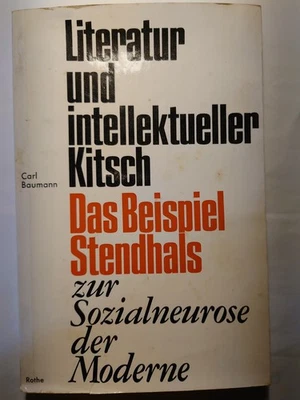 Literatur
und
intellektueller
Kitsch
Carl
Baumann
Das Beispiel
Stendhals
zur
Sozialneurose
der
Moderne
Rothe